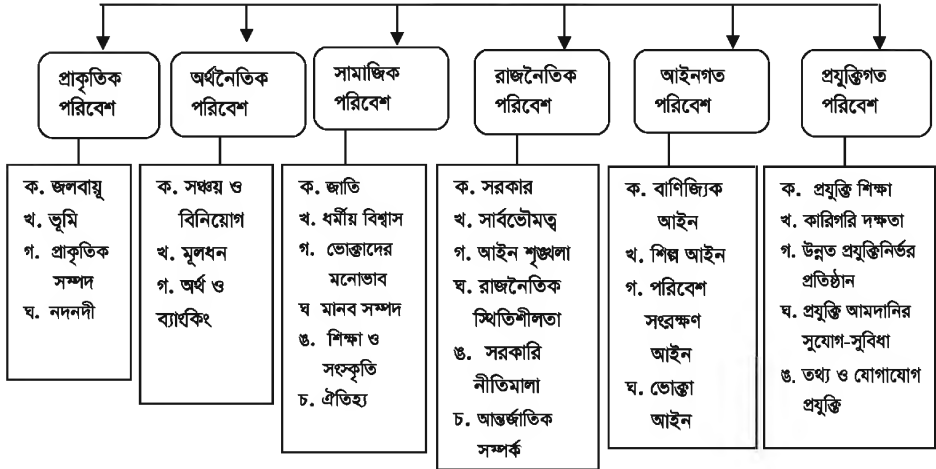 প্রাকৃতিক
পরিবেশ
অর্থনৈতিক
পরিবেশ
সামাজিক
পরিবেশ
রাজনৈতিক
পরিবেশ
আইনগত
পরিবেশ
প্রযুক্তিগত
পরিবেশ
ক. জলবায়ূ
খ. ভূমি
গ. প্রাকৃতিক
সম্পদ
ঘ. নদনদী
ক. সঞ্চয় ও
বিনিয়োগ
খ. মূলধন
গ. অর্থ ও
ব্যাংকিং
ক. জাতি
খ. ধর্মীয় বিশ্বাস
গ. ভোক্তাদের
মনোভাব
ঘ মানব সম্পদ
ঙ. শিক্ষা ও
সংস্কৃতি
চ. ঐতিহ্য
ক. সরকার
খ. সার্বভৌমত্ব
গ. আইন শৃঙ্খলা
ঘ. রাজনৈতিক
স্থিতিশীলতা
ঙ. সরকারি
নীতিমালা
চ. আন্তর্জাতিক
সম্পর্ক
ক. বাণিজ্যিক
আইন
খ. শিল্প আইন
গ. পরিবেশ
সংরক্ষণ
আইন
ঘ. ভোক্তা
আইন
ক. প্রযুক্তি শিক্ষা
খ. কারিগরি দক্ষতা
গ. উন্নত প্রযুক্তিনির্ভর
প্রতিষ্ঠান
ঘ. প্রযুক্তি আমদানির
সুযোগ-সুবিধা
ঙ. তথ্য ও যোগাযোগ
প্রযুক্তি